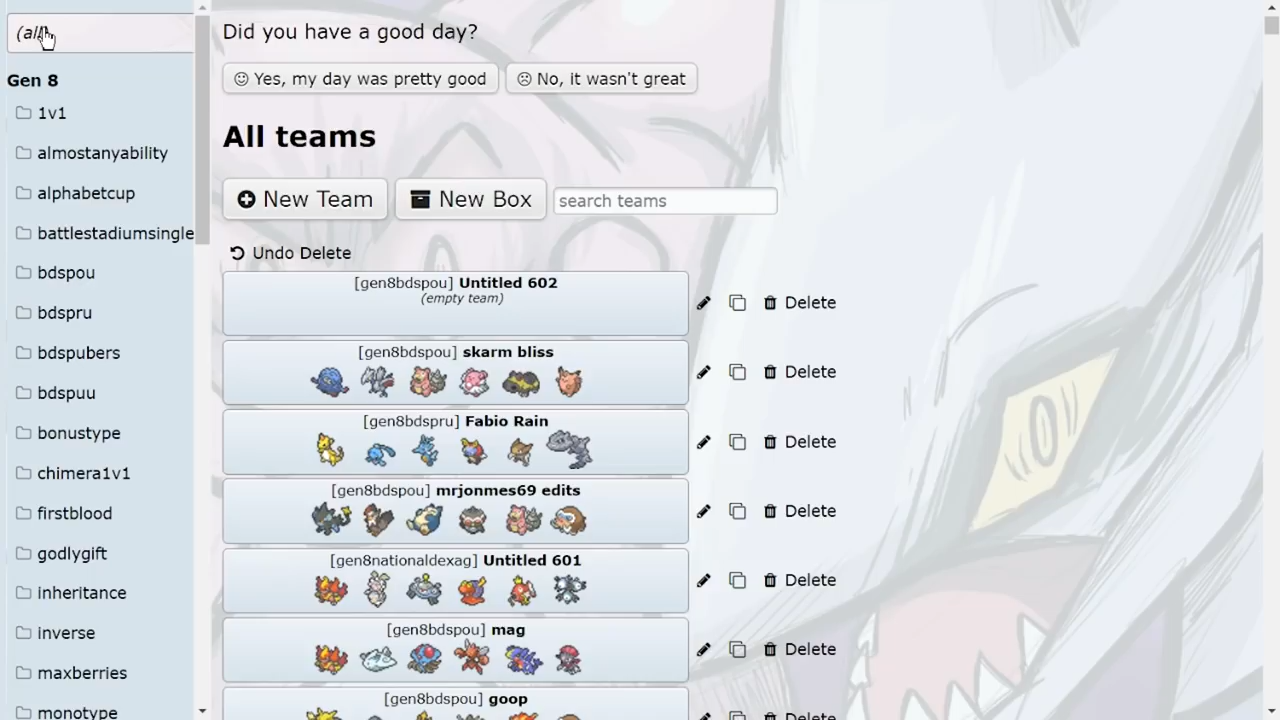 (all)
Gen 8
1v1
almostanyability
alphabetcup
battlestadiumsingle
bdspou
bdspru
bdspubers
bdspuu
bonustype
chimera1v1
firstblood
godlygift
inheritance
inverse
maxberries
monotype
Did you have a good day?
Yes, my day was pretty good
No, it wasn't great
All teams
New Team
New Box
search teams
Undo Delete
[gen8bdspou] Untitled 602
(empty team)
Delete
[gen8bdspou] skarm bliss
Delete
[gen8bdspru] Fabio Rain
Delete
[gen8bdspou] mrjonmes69 edits
Delete
[gen8nationaldexag] Untitled 601
Delete
[gen8bdspou] mag
Delete
[gen8bdspou] goop
Delete